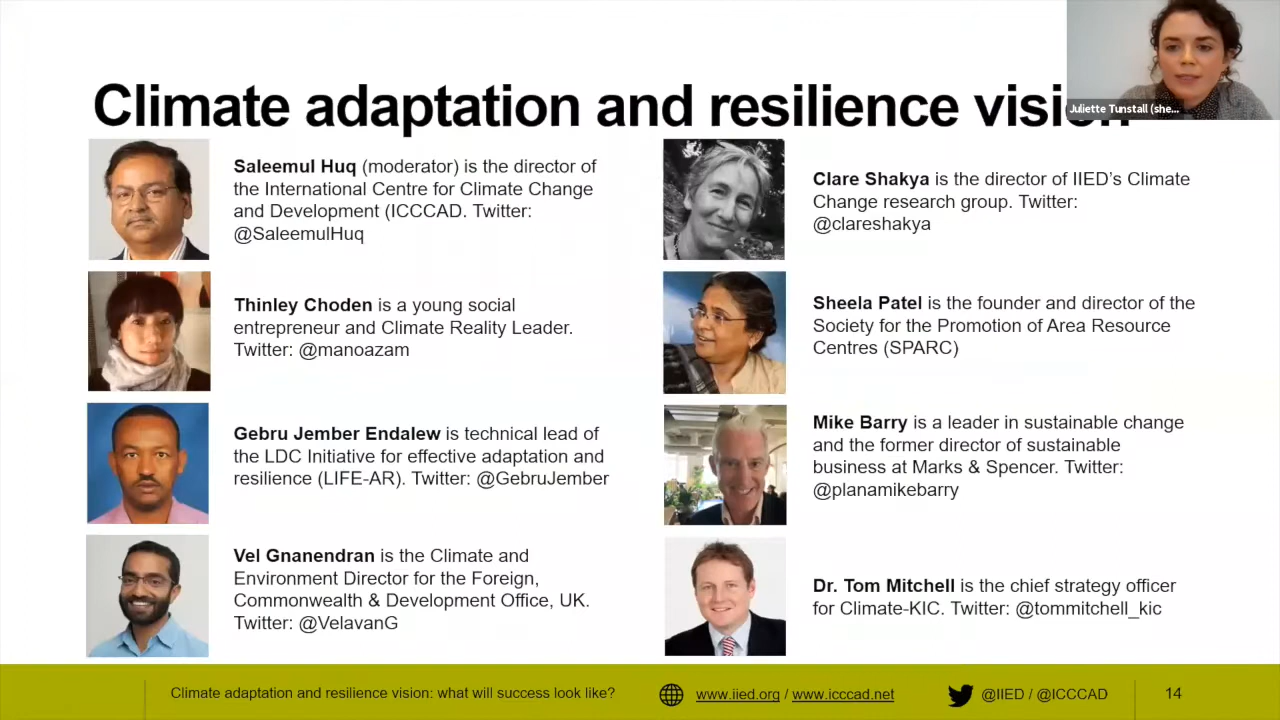 Climate adaptation and resilience vision
Juliette Tunstall (she...
Saleemul Huq (moderator) is the director of
the International Centre for Climate Change
and Development (ICCCAD. Twitter:
@SaleemulHuq
Thinley Choden is a young social
entrepreneur and Climate Reality Leader.
Twitter: @manoazam
Gebru Jember Endalew is technical lead of
the LDC Initiative for effective adaptation and
resilience (LIFE-AR). Twitter: @GebruJember
Vel Gnanendran is the Climate and
Environment Director for the Foreign,
Commonwealth & Development Office, UK.
Twitter: @VelavanG
Clare Shakya is the director of IIED’s Climate
Change research group. Twitter:
@clareshakya
Sheela Patel is the founder and director of the
Society for the Promotion of Area Resource
Centres (SPARC)
Mike Barry is a leader in sustainable change
and the former director of sustainable
business at Marks & Spencer. Twitter:
@planamikebarry
Dr. Tom Mitchell is the chief strategy officer
for Climate-KIC. Twitter: @tommitchell_kic
Climate adaptation and resilience vision: what will success look like?
www.iied.org / www.icccad.net
@IIED / @ICCCAD
14